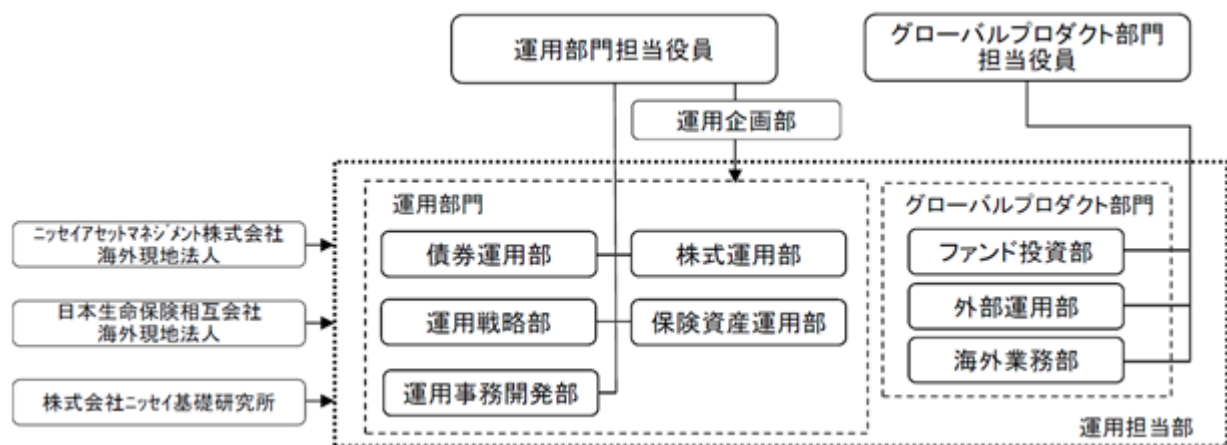 運用部門担当役員
グローバルプロダクト部門
担当役員
運用企画部
運用部門
グローバルプロダクト部門
ニッセイアセットマネジメント株式会社
海外現地法人
債券運用部
株式運用部
ファンド投資部
日本生命保険相互会社
海外現地法人
運用戦略部
保険資産運用部
外部運用部
海外業務部
株式会社ニッセイ基礎研究所
運用事務開発部
運用担当部